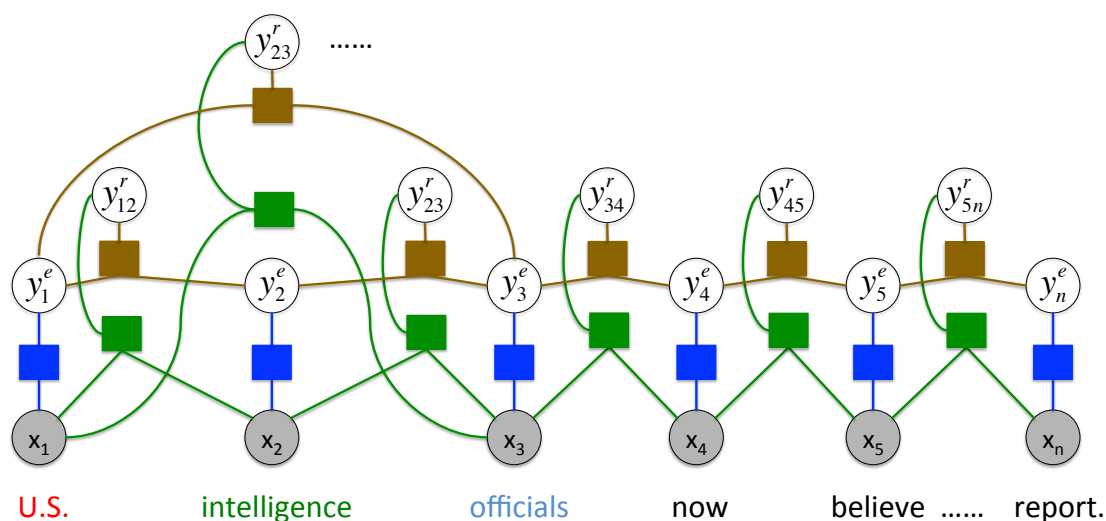 y^r_23 ......
y^r_12 y^r_23 y^r_34 y^r_45 y^r_5n
y^e_1 y^e_2 y^e_3 y^e_4 y^e_5 y^e_n
x_1 x_2 x_3 x_4 x_5 x_n
U.S. intelligence officials now believe ...... report.